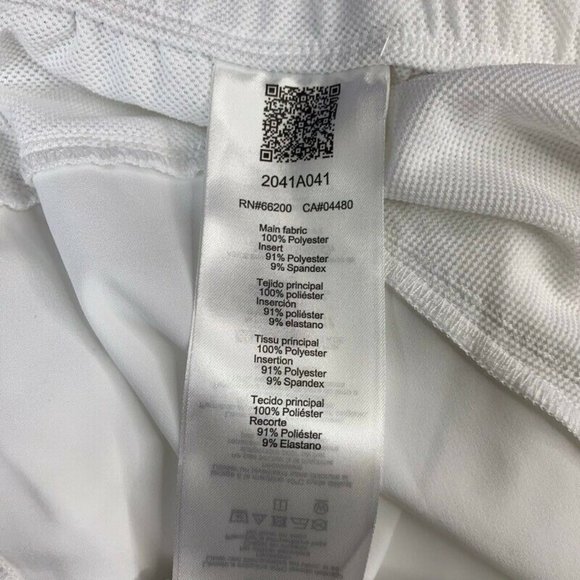 2041A041
RN#66200 CA#04480
Main fabric
100% Polyester
Insert
91% Polyester
9% Spandex
Tejido principal
100% poliéster
Inserción
91% poliéster
9% elastano
Tissu principal
100% Polyester
Insertion
91% Polyester
9% Spandex
Tecido principal
100% Poliéster
Recorte
91% Poliéster
9% Elastano